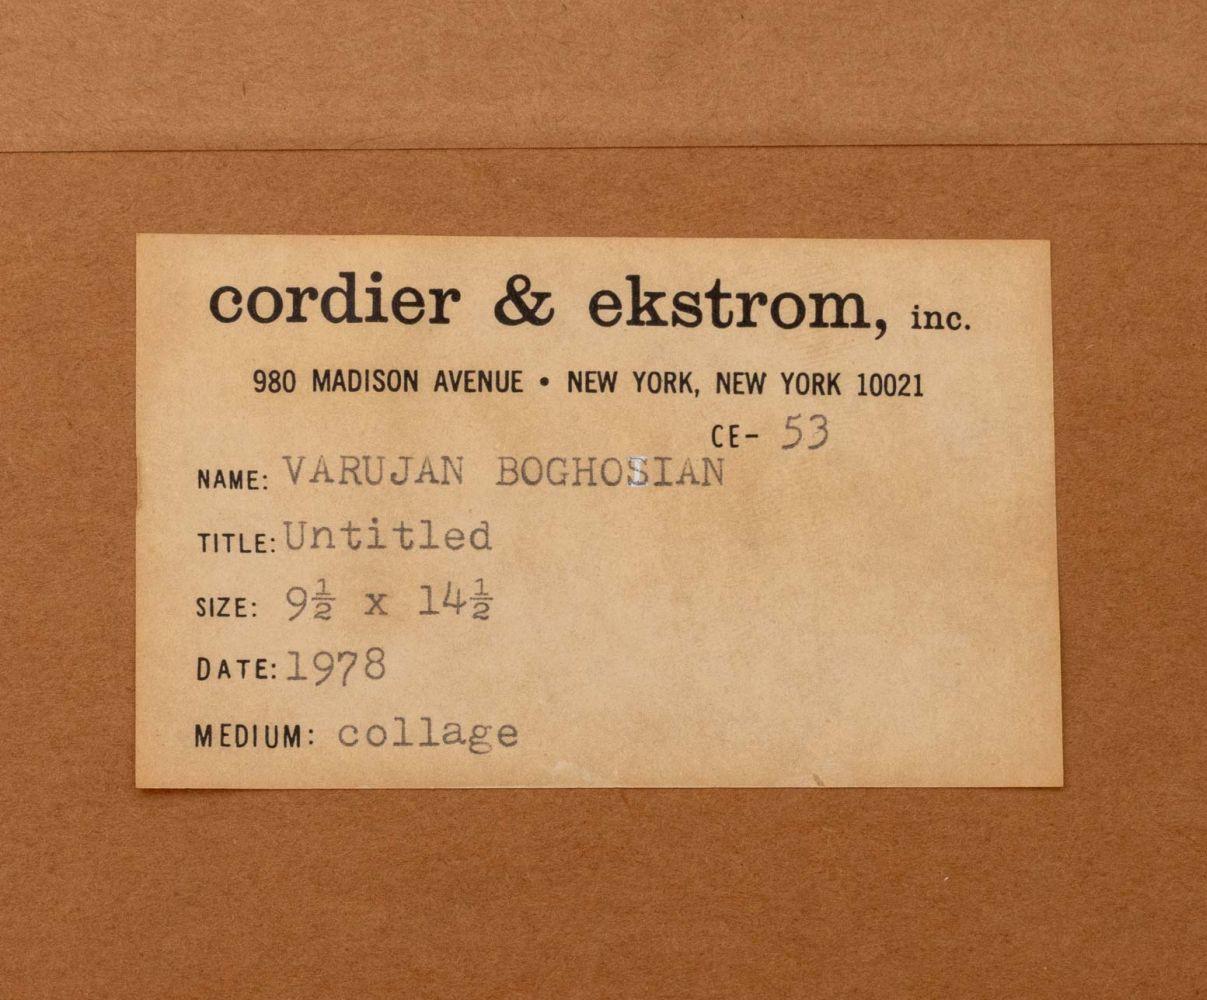 cordier & ekstrom, inc.
980 MADISON AVENUE • NEW YORK, NEW YORK 10021
CE- 53
NAME: VARUJAN BOGHOSIAN
TITLE: Untitled
SIZE: 9½ x 14½
DATE: 1978
MEDIUM: collage